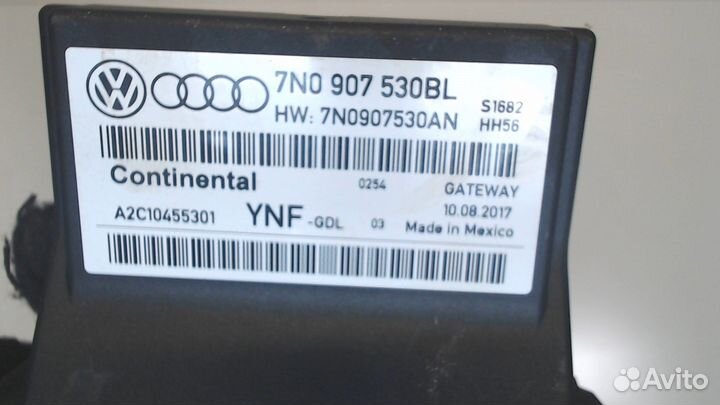 7N0 907 530BL
HW: 7N0907530AN
S1682
HH56
Continental
0254
GATEWAY
A2C10455301
YNF-GDL
03
10.08.2017
Made in Mexico
Avito